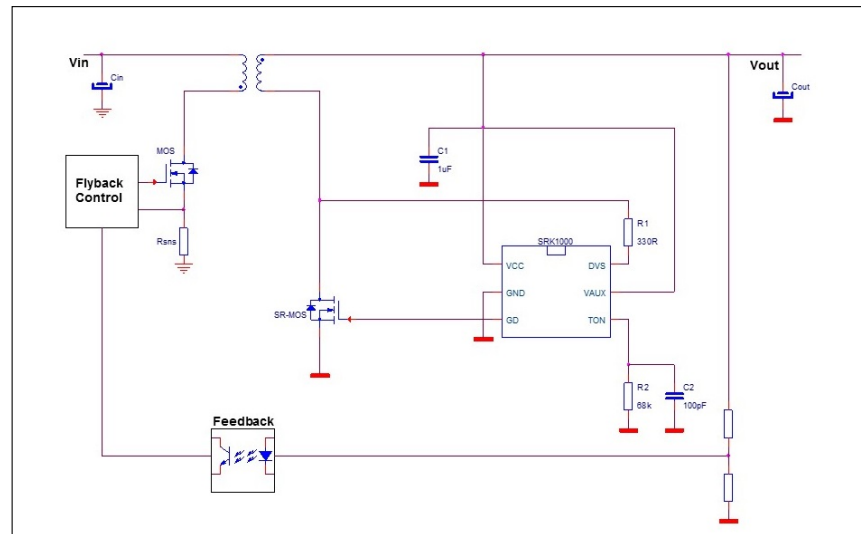 Vin
Cin
Vout
Cout
MOS
C1
1uF
Flyback
Control
Rsns
R1
330R
SRK1000
VCC
DVS
GND
VAUX
SR-MOS
GD
TON
R2
68k
C2
100pF
Feedback